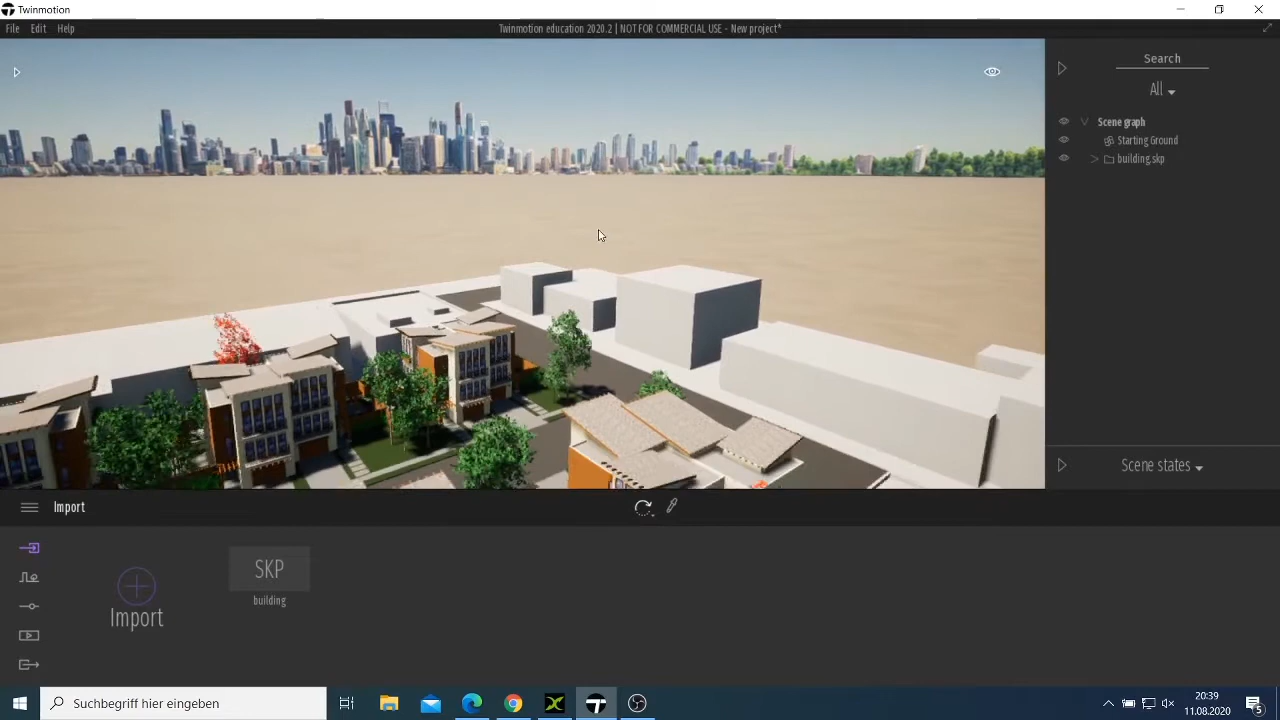 Twinmotion
File Edit Help
Twinmotion education 2020.2 | NOT FOR COMMERCIAL USE - New project*
Search
All
Scene graph
Starting Ground
building.skp
Scene states
Import
SKP
building
Import
Suchbegriff hier eingeben
20:39
11.08.2020
5